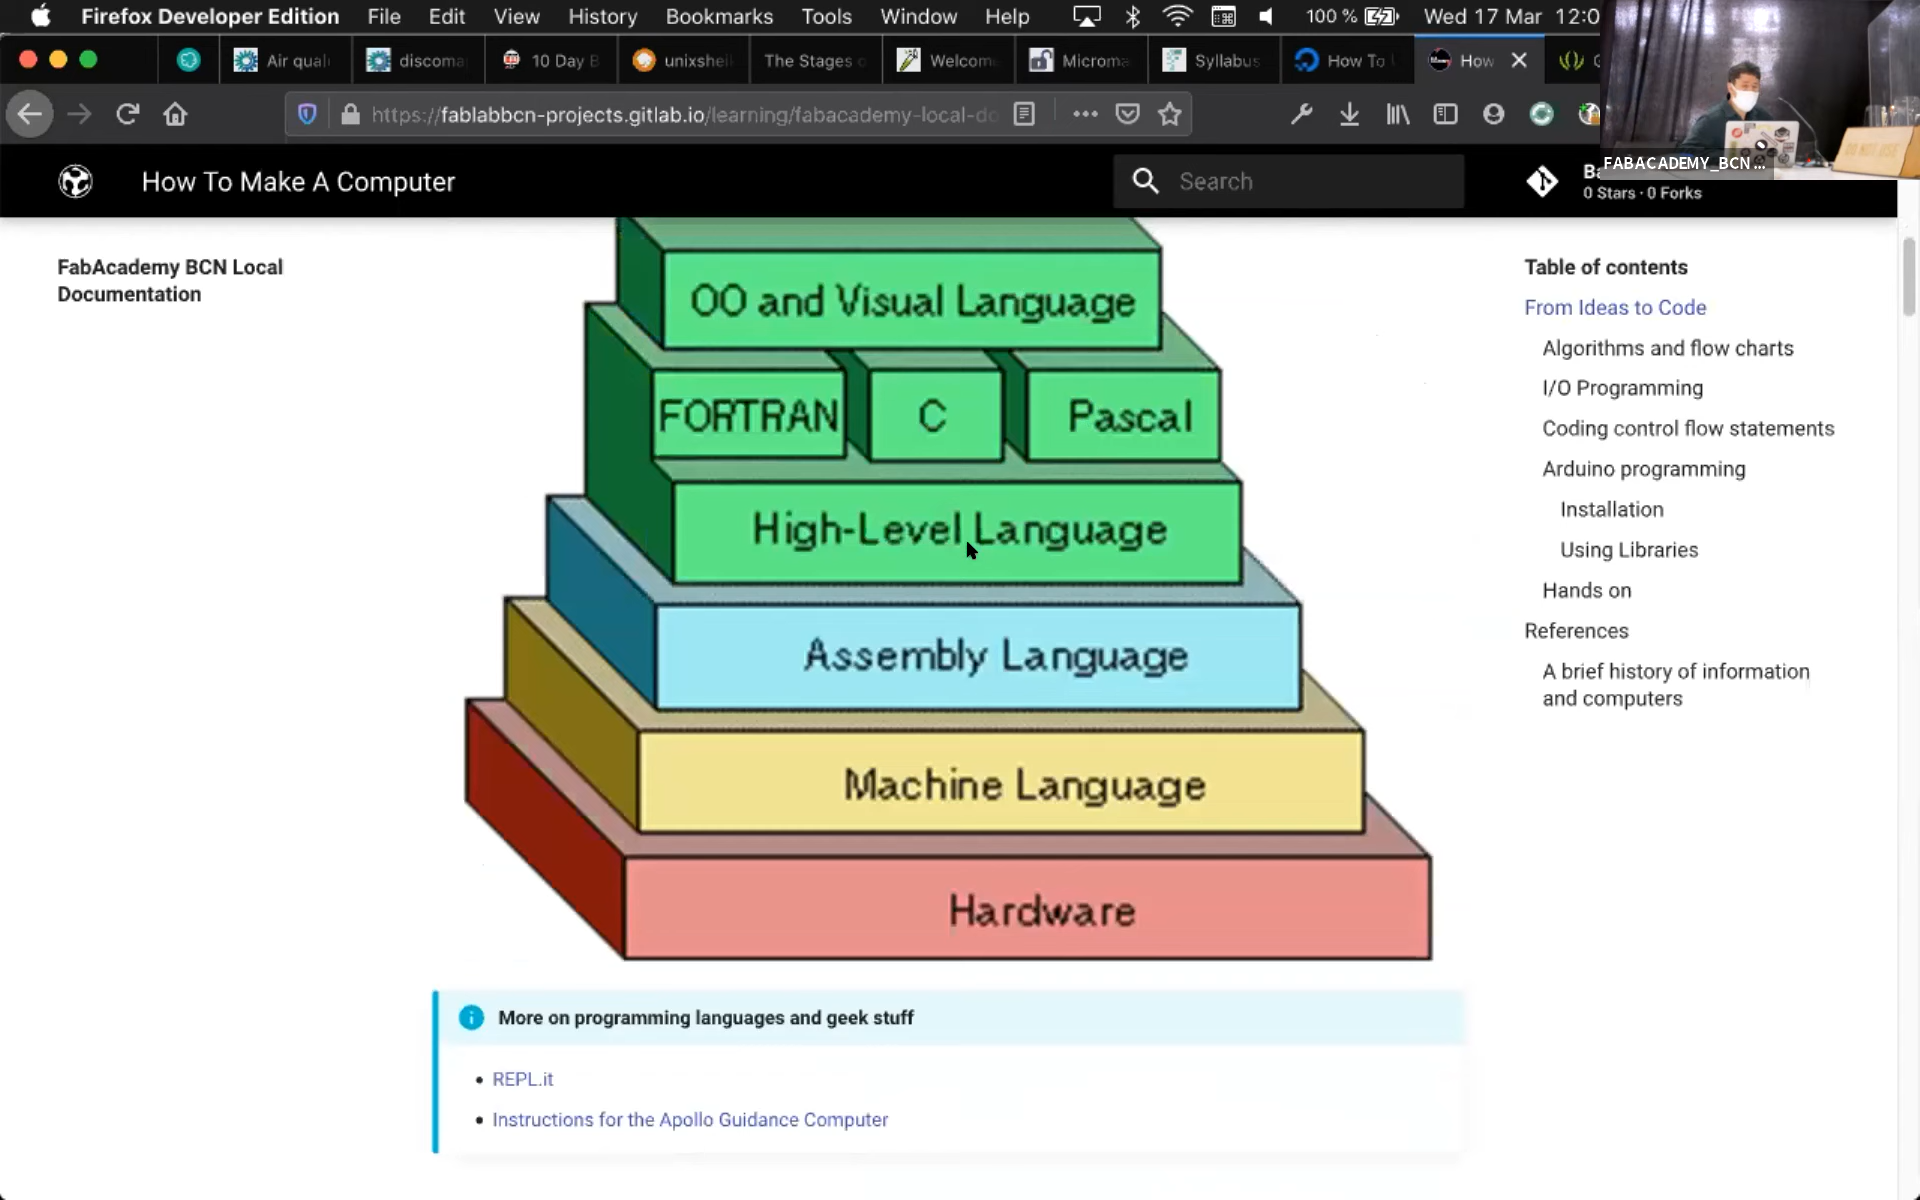 Firefox Developer Edition File Edit View History Bookmarks Tools Window Help 100 % Wed 17 Mar 12:0
Air quali discoma 10 Day B unixshell The Stages o Welcome Microma Syllabus How To How
https://fablabbcn-projects.gitlab.io/learning/fabacademy-local-do
FABACADEMY_BCN ...
How To Make A Computer
Search
0 Stars · 0 Forks
FabAcademy BCN Local
Documentation
OO and Visual Language
FORTRAN C Pascal
High-Level Language
Assembly Language
Machine Language
Hardware
More on programming languages and geek stuff
REPL.it
Instructions for the Apollo Guidance Computer
Table of contents
From Ideas to Code
Algorithms and flow charts
I/O Programming
Coding control flow statements
Arduino programming
Installation
Using Libraries
Hands on
References
A brief history of information
and computers